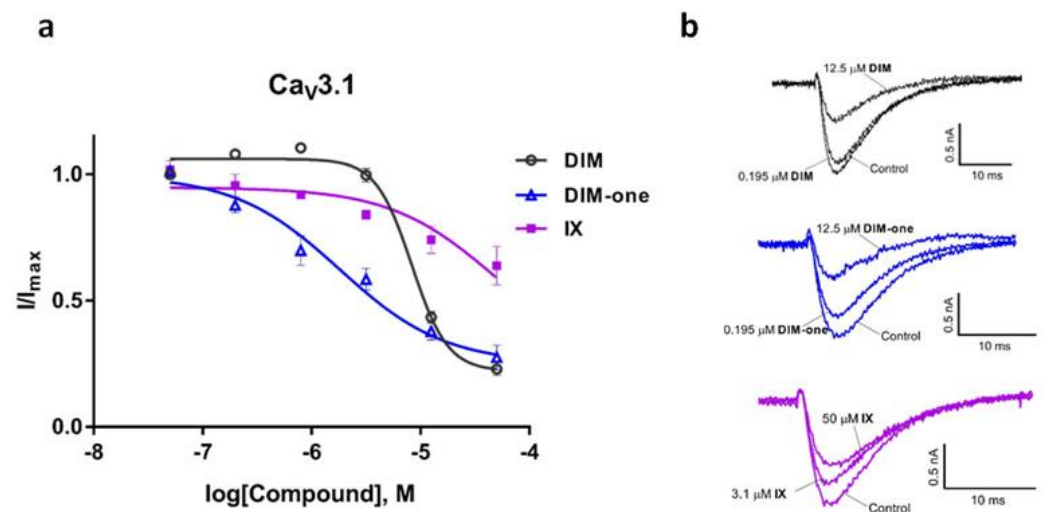 a
Ca_V3.1
1.0
0.5
0.0
I/I_max
-8
-7
-6
-5
-4
log[Compound], M
DIM
DIM-one
IX
b
12.5 µM DIM
0.195 µM DIM
Control
0.5 nA
10 ms
12.5 µM DIM-one
0.195 µM DIM-one
Control
0.5 nA
10 ms
50 µM IX
3.1 µM IX
Control
0.5 nA
10 ms